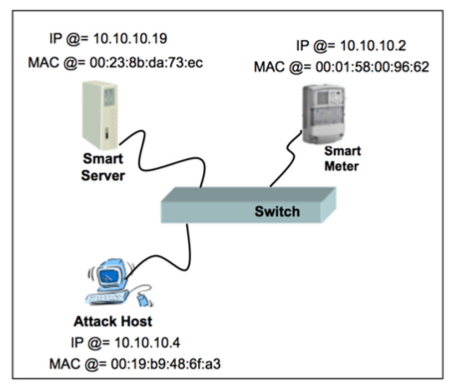 IP @= 10.10.10.19
MAC @= 00:23:8b:da:73:ec
IP @= 10.10.10.2
MAC @= 00:01:58:00:96:62
Smart
Server
Smart
Meter
Switch
Attack Host
IP @= 10.10.10.4
MAC @= 00:19:b9:48:6f:a3